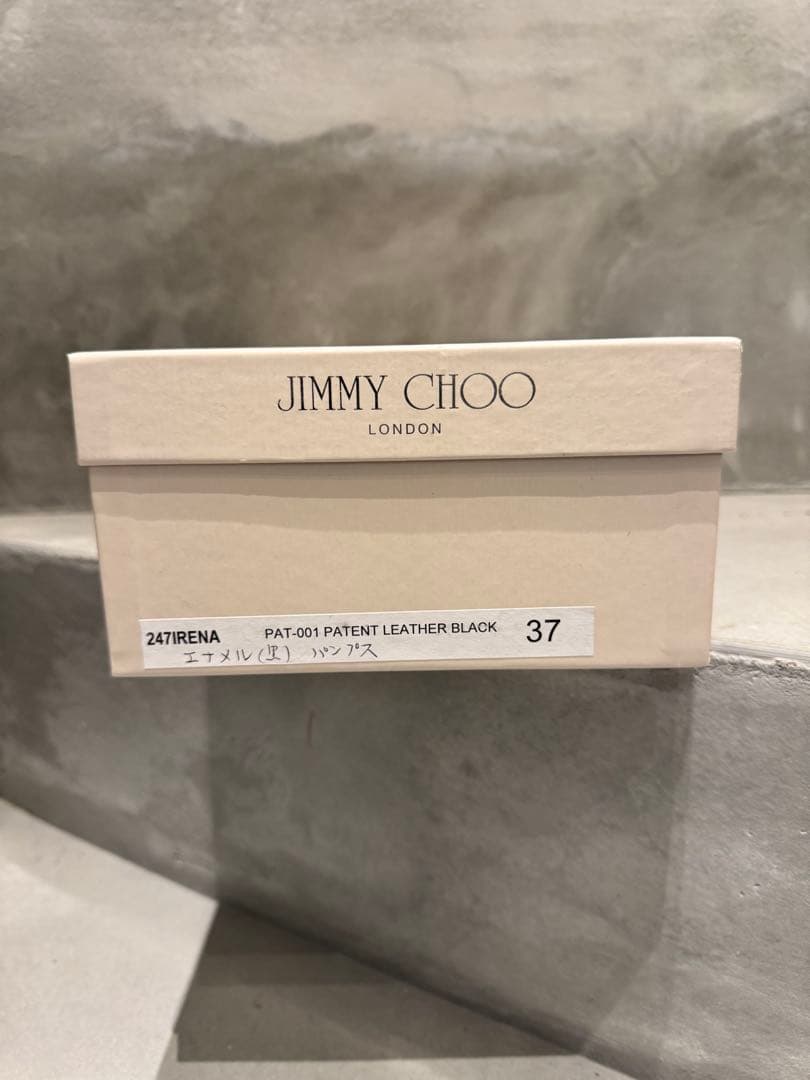 JIMMY CHOO
LONDON
247IRENA PAT-001 PATENT LEATHER BLACK 37
エナメル(黒) パンプス